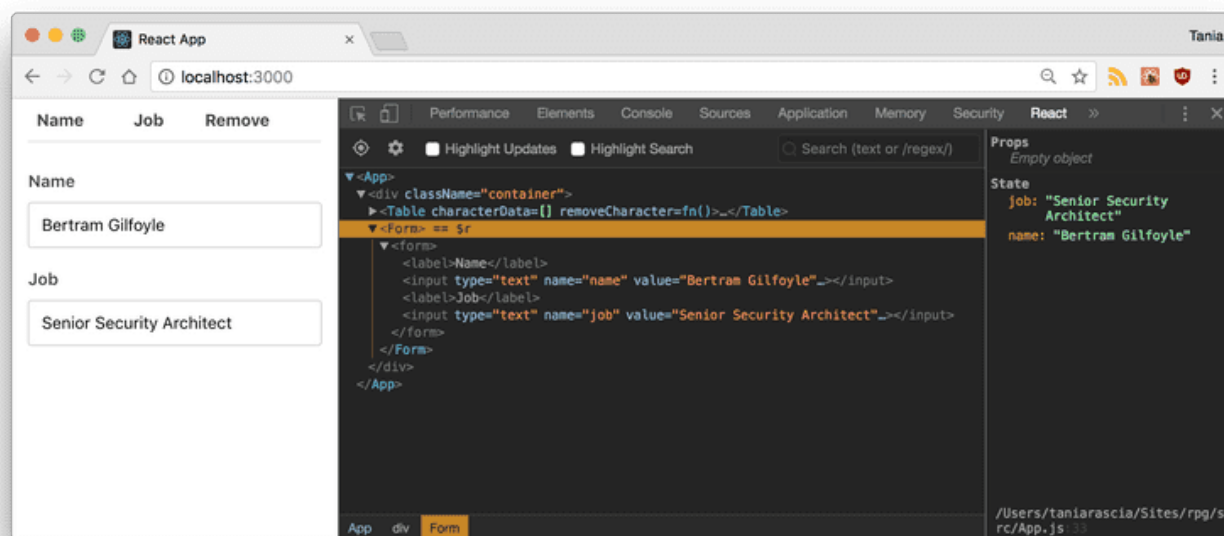 React App
Tania
localhost:3000
Name Job Remove
Name
Bertram Gilfoyle
Job
Senior Security Architect
Performance Elements Console Sources Application Memory Security React »
Highlight Updates Highlight Search Search (text or /regex/)
<App>
<div className="container">
<Table characterData=[] removeCharacter=fn()>…</Table>
<Form> == $r
<form>
<label>Name</label>
<input type="text" name="name" value="Bertram Gilfoyle"…></input>
<label>Job</label>
<input type="text" name="job" value="Senior Security Architect"…></input>
</form>
</Form>
</div>
</App>
App div Form
Props
Empty object
State
job: "Senior Security
Architect"
name: "Bertram Gilfoyle"
/Users/taniarascia/Sites/rpg/s
rc/App.js:33